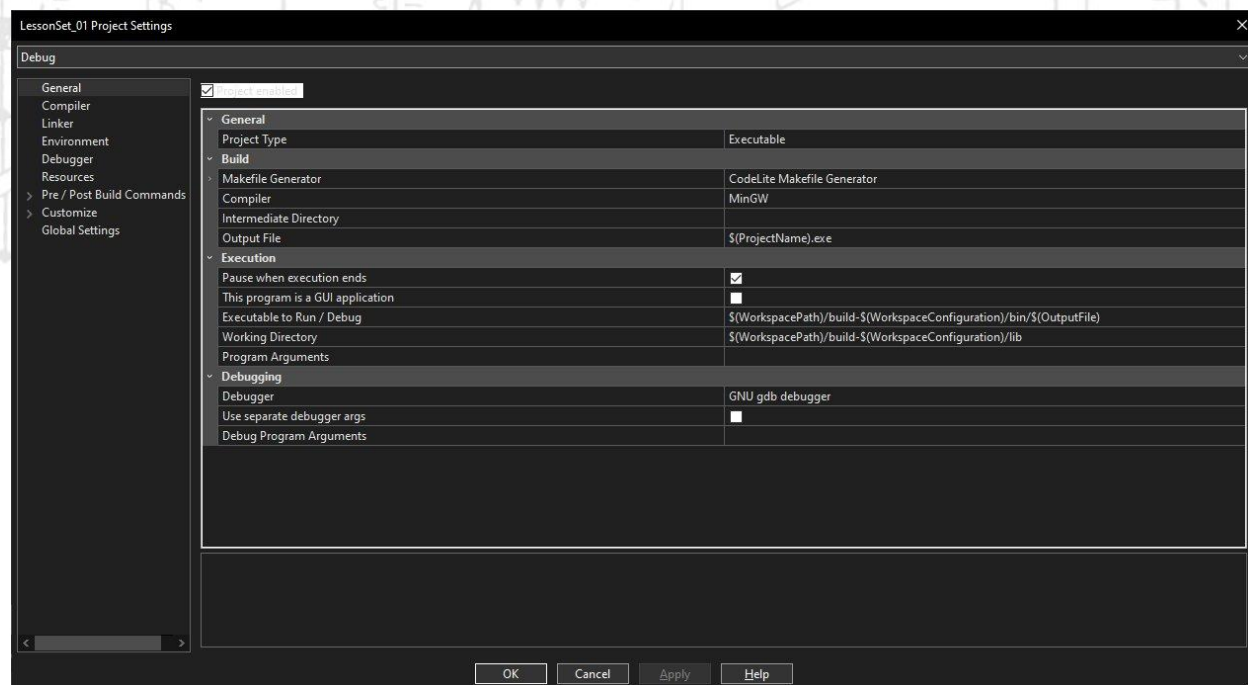 LessonSet_01 Project Settings
Debug
General
Compiler
Linker
Environment
Debugger
Resources
Pre / Post Build Commands
Customize
Global Settings
Project enabled
General
Project Type Executable
Build
Makefile Generator CodeLite Makefile Generator
Compiler MinGW
Intermediate Directory
Output File $(ProjectName).exe
Execution
Pause when execution ends
This program is a GUI application
Executable to Run / Debug $(WorkspacePath)/build-$(WorkspaceConfiguration)/bin/$(OutputFile)
Working Directory $(WorkspacePath)/build-$(WorkspaceConfiguration)/lib
Program Arguments
Debugging
Debugger GNU gdb debugger
Use separate debugger args
Debug Program Arguments
OK Cancel Apply Help